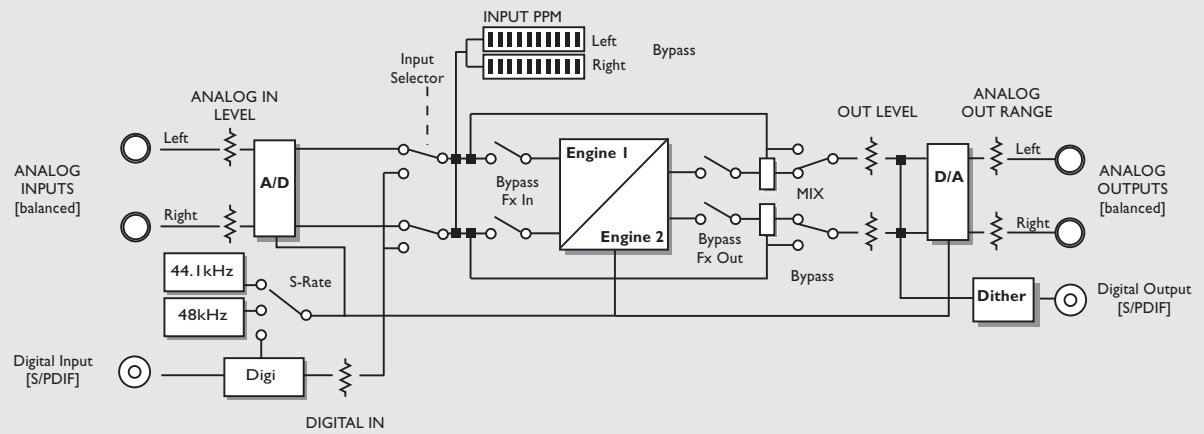 INPUT PPM
Left
Right
Bypass
Input
Selector
ANALOG IN
LEVEL
OUT LEVEL
ANALOG
OUT RANGE
ANALOG
INPUTS
[balanced]
Left
Right
A/D
Bypass
Fx In
Engine 1
Engine 2
Bypass
Fx Out
MIX
Bypass
D/A
Left
Right
ANALOG
OUTPUTS
[balanced]
44.1kHz
48kHz
S-Rate
Dither
Digital Output
[S/PDIF]
Digital Input
[S/PDIF]
Digi
DIGITAL IN